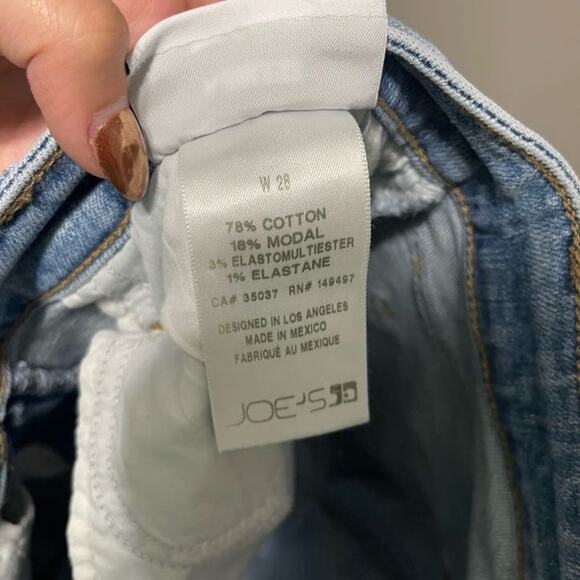 W 28
78% COTTON
18% MODAL
3% ELASTOMULTIESTER
1% ELASTANE
CA# 35037 RN# 149497
DESIGNED IN LOS ANGELES
MADE IN MEXICO
FABRIQUÉ AU MEXIQUE
JOE'S